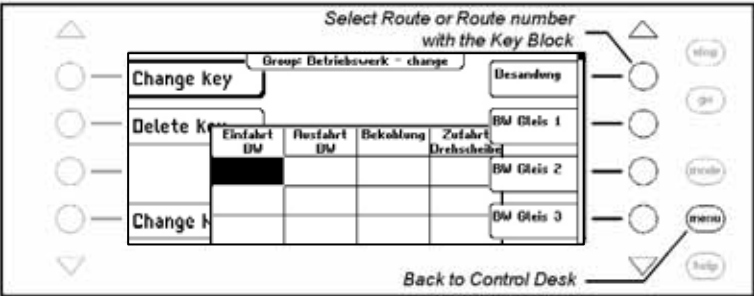 Select Route or Route number
with the Key Block
stop
Group: Betriebswerk - change
Change key
Besandung
go
Delete Ke
BW Gleis 1
Einfahrt BW
Ausfahrt BW
Bekohlung
Zufahrt Drehscheibe
BW Gleis 2
mode
Change k
BW Gleis 3
menu
Back to Control Desk
help